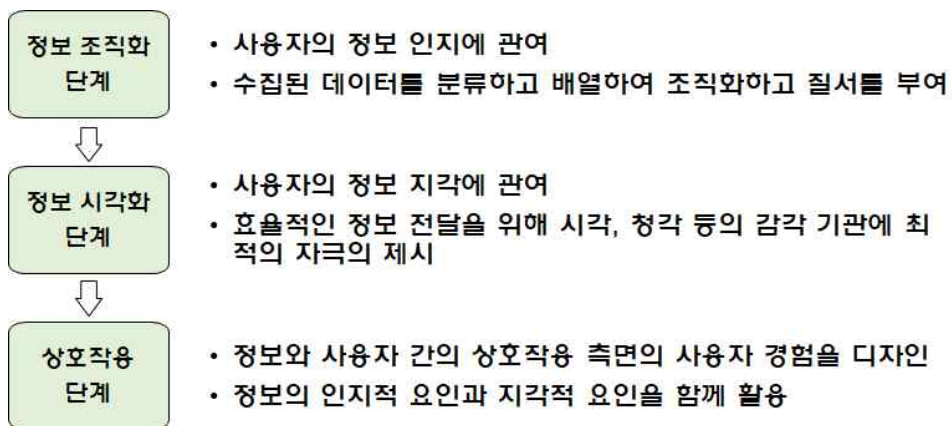 정보 조직화
단계
• 사용자의 정보 인지에 관여
• 수집된 데이터를 분류하고 배열하여 조직화하고 질서를 부여
정보 시각화
단계
• 사용자의 정보 지각에 관여
• 효율적인 정보 전달을 위해 시각, 청각 등의 감각 기관에 최
적의 자극의 제시
상호작용
단계
• 정보와 사용자 간의 상호작용 측면의 사용자 경험을 디자인
• 정보의 인지적 요인과 지각적 요인을 함께 활용